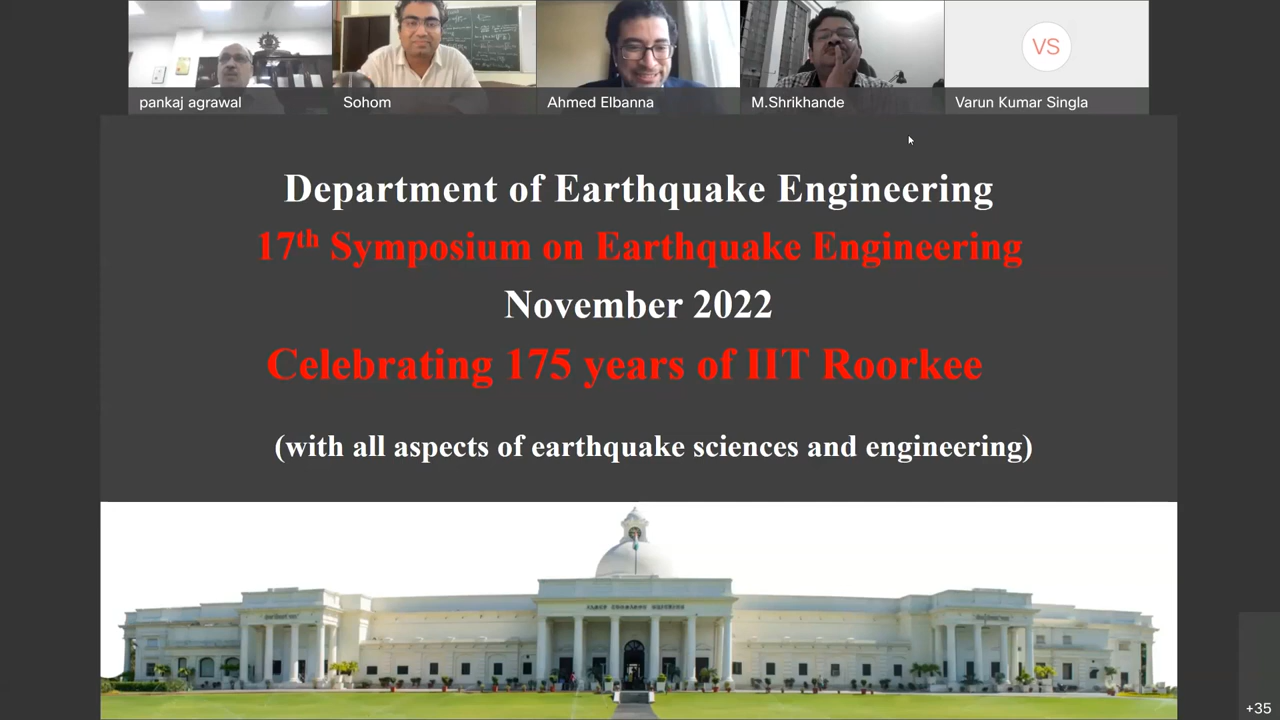 VS
pankaj agrawal
Sohom
Ahmed Elbanna
M.Shrikhande
Varun Kumar Singla
Department of Earthquake Engineering
17th Symposium on Earthquake Engineering
November 2022
Celebrating 175 years of IIT Roorkee
(with all aspects of earthquake sciences and engineering)
+35